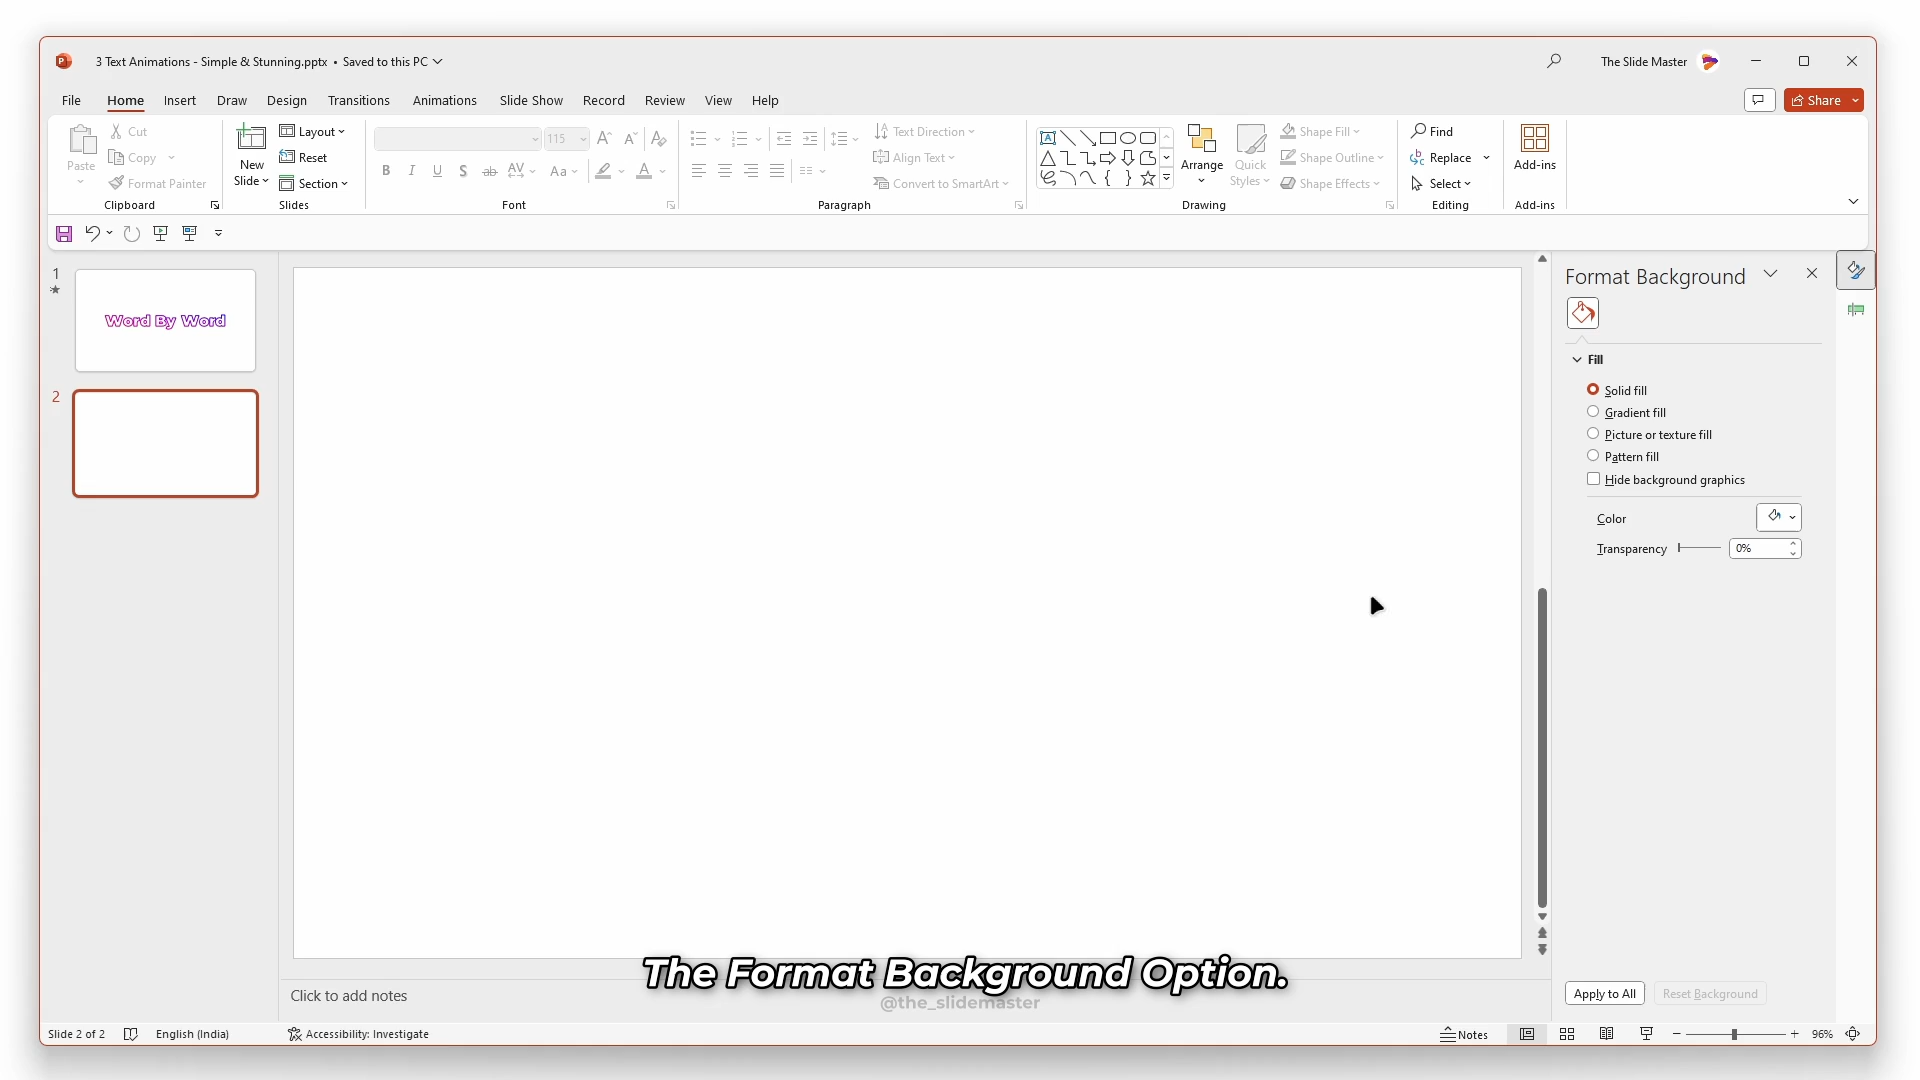 3 Text Animations - Simple & Stunning.pptx • Saved to this PC
The Slide Master
File Home Insert Draw Design Transitions Animations Slide Show Record Review View Help
Share
Paste
Cut
Copy
Format Painter
Clipboard
New Slide
Layout
Reset
Section
Slides
115
B I U S ab AV Aa A
Font
Text Direction
Align Text
Convert to SmartArt
Paragraph
Arrange
Quick Styles
Shape Fill
Shape Outline
Shape Effects
Drawing
Find
Replace
Select
Editing
Add-ins
Add-ins
1
Word By Word
2
Format Background
Fill
Solid fill
Gradient fill
Picture or texture fill
Pattern fill
Hide background graphics
Color
Transparency 0%
Apply to All Reset Background
The Format Background Option.
@the_slidemaster
Click to add notes
Slide 2 of 2 English (India) Accessibility: Investigate Notes 96%